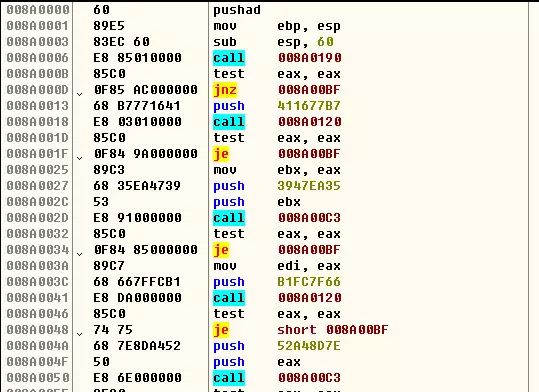 008A0000 60 pushad
008A0001 89E5 mov ebp, esp
008A0003 83EC 60 sub esp, 60
008A0006 E8 85010000 call 008A0190
008A000B 85C0 test eax, eax
008A000D 0F85 AC000000 jnz 008A00BF
008A0013 68 B7771641 push 411677B7
008A0018 E8 03010000 call 008A0120
008A001D 85C0 test eax, eax
008A001F 0F84 9A000000 je 008A00BF
008A0025 89C3 mov ebx, eax
008A0027 68 35EA4739 push 3947EA35
008A002C 53 push ebx
008A002D E8 91000000 call 008A00C3
008A0032 85C0 test eax, eax
008A0034 0F84 85000000 je 008A00BF
008A003A 89C7 mov edi, eax
008A003C 68 667FFCB1 push B1FC7F66
008A0041 E8 DA000000 call 008A0120
008A0046 85C0 test eax, eax
008A0048 74 75 je short 008A00BF
008A004A 68 7E8DA452 push 52A48D7E
008A004F 50 push eax
008A0050 E8 6E000000 call 008A00C3